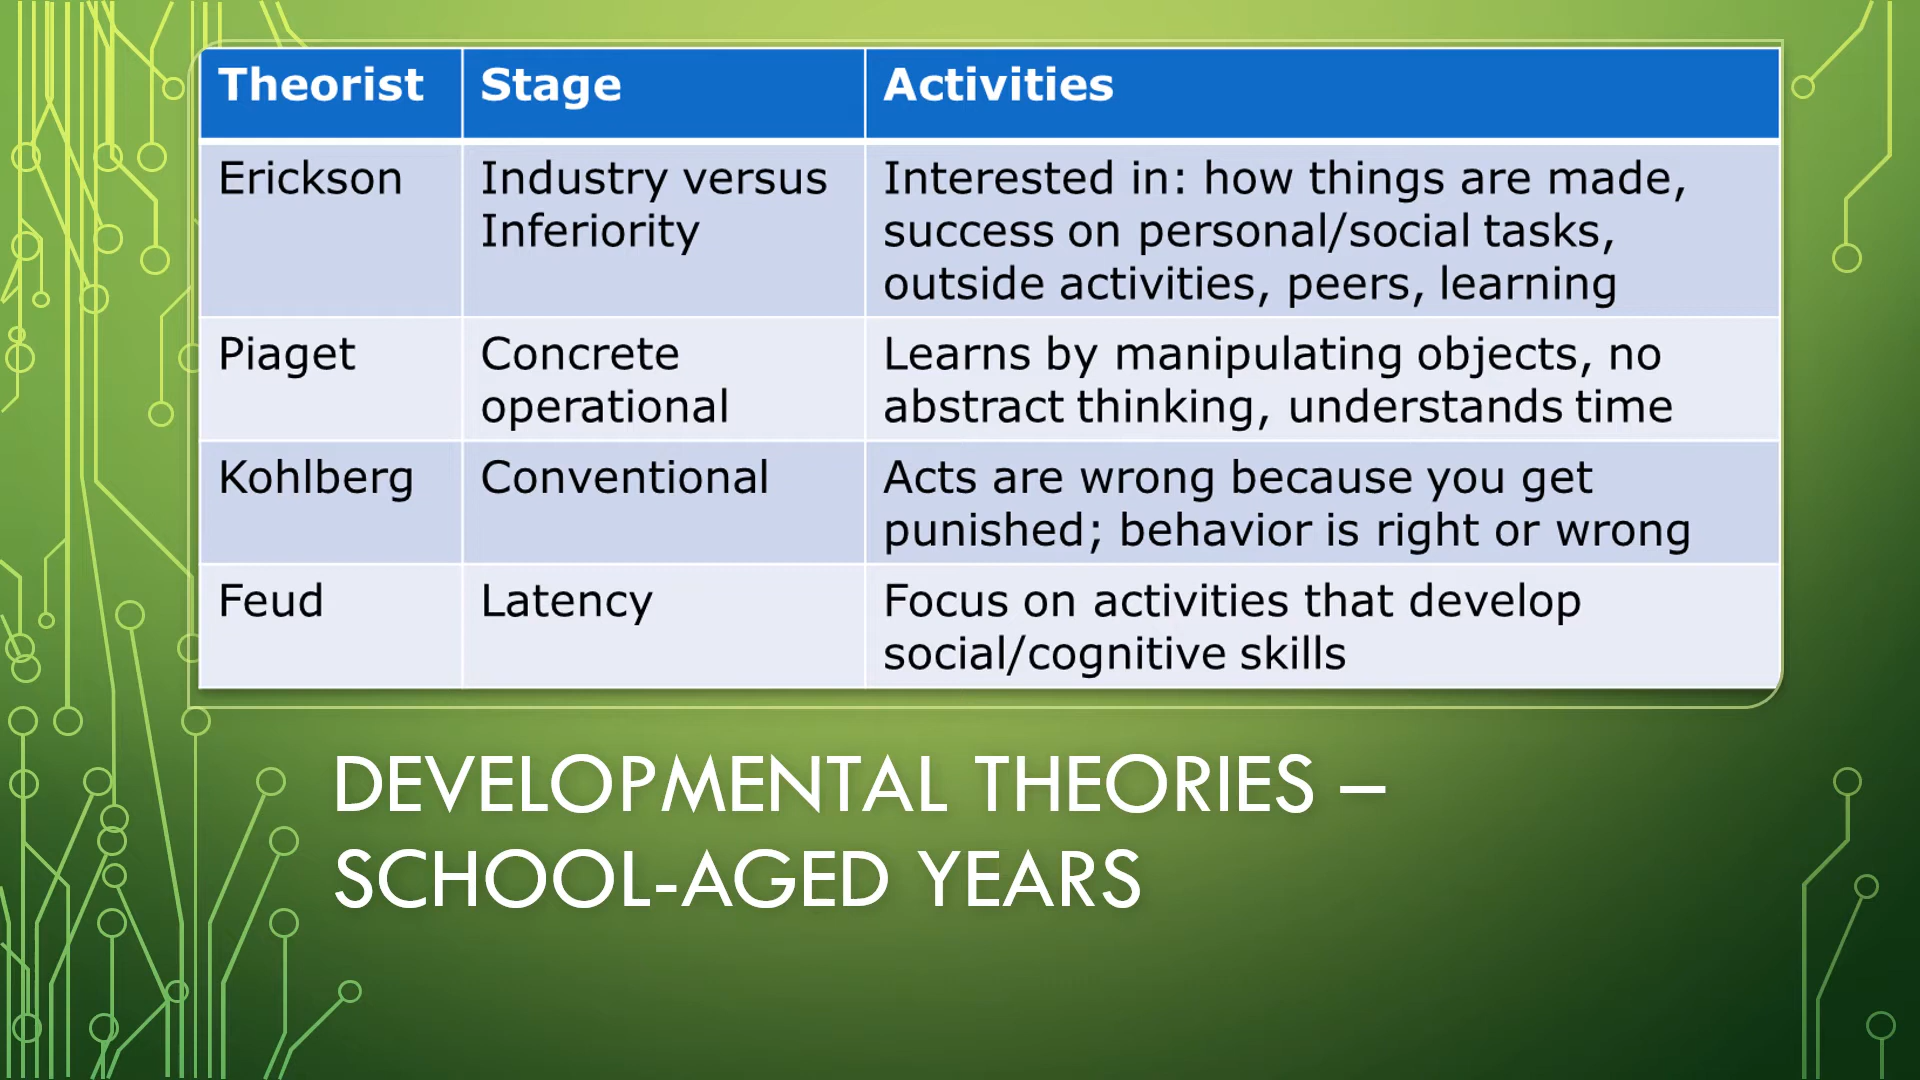 Theorist Stage Activities
Erickson Industry versus Interested in: how things are made,
Inferiority success on personal/social tasks,
outside activities, peers, learning
Piaget Concrete Learns by manipulating objects, no
operational abstract thinking, understands time
Kohlberg Conventional Acts are wrong because you get
punished; behavior is right or wrong
Feud Latency Focus on activities that develop
social/cognitive skills
DEVELOPMENTAL THEORIES –
SCHOOL-AGED YEARS